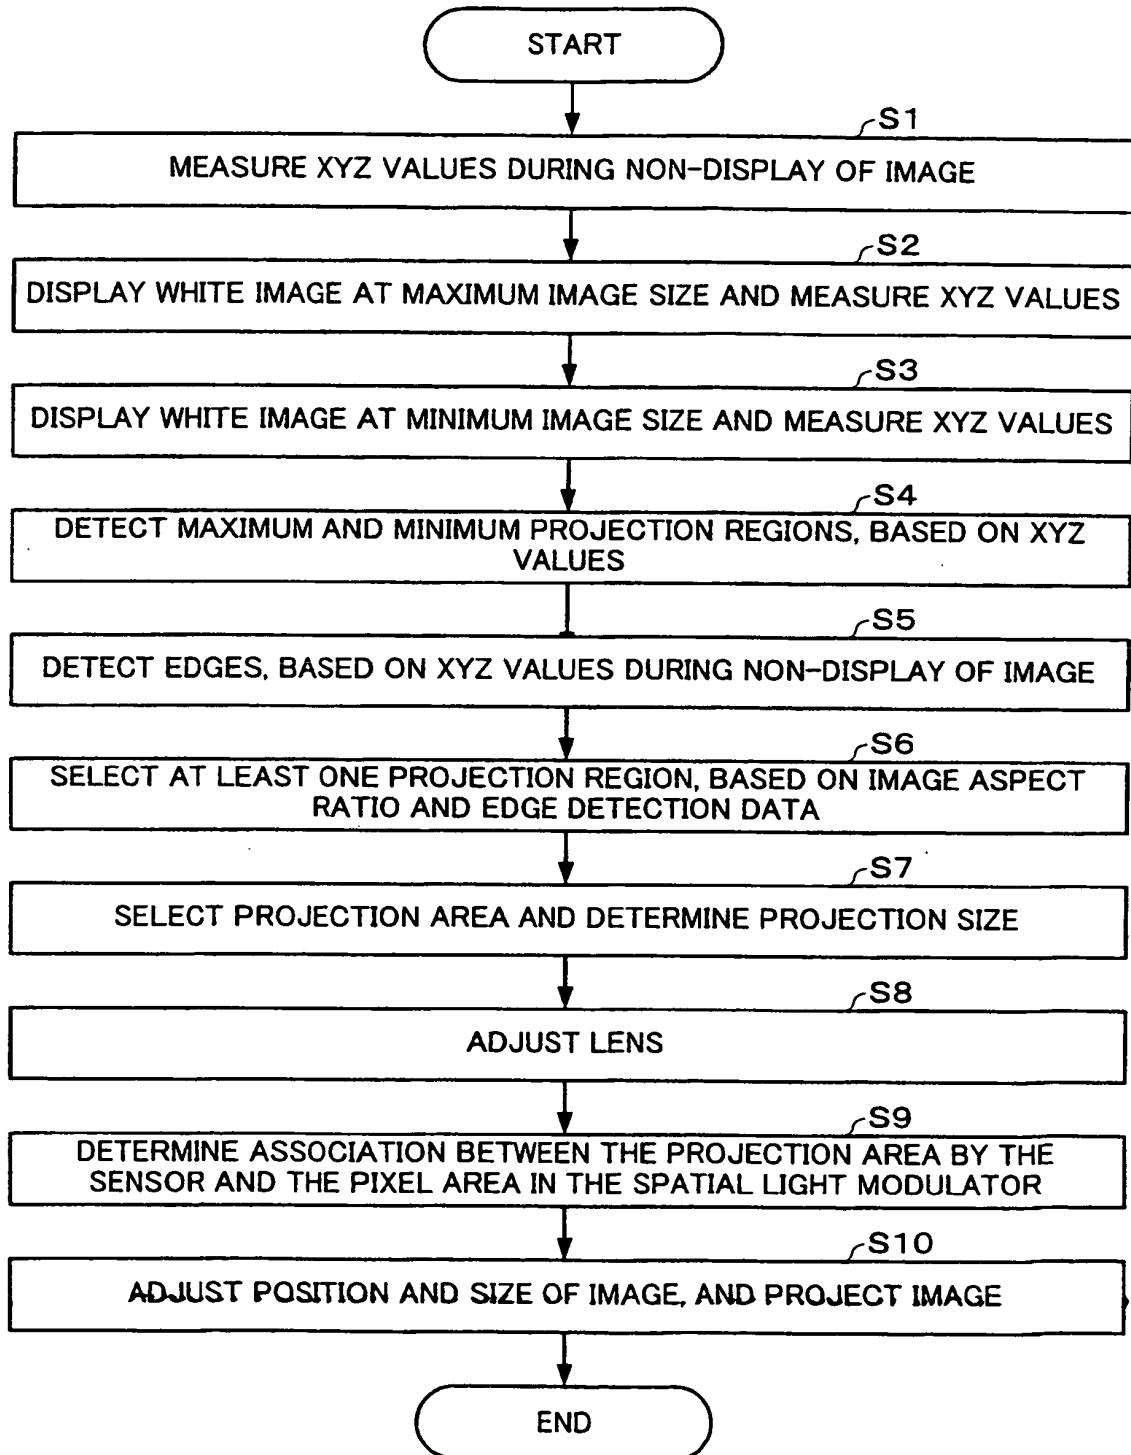 START
S1
MEASURE XYZ VALUES DURING NON-DISPLAY OF IMAGE
S2
DISPLAY WHITE IMAGE AT MAXIMUM IMAGE SIZE AND MEASURE XYZ VALUES
S3
DISPLAY WHITE IMAGE AT MINIMUM IMAGE SIZE AND MEASURE XYZ VALUES
S4
DETECT MAXIMUM AND MINIMUM PROJECTION REGIONS, BASED ON XYZ
VALUES
S5
DETECT EDGES, BASED ON XYZ VALUES DURING NON-DISPLAY OF IMAGE
S6
SELECT AT LEAST ONE PROJECTION REGION, BASED ON IMAGE ASPECT
RATIO AND EDGE DETECTION DATA
S7
SELECT PROJECTION AREA AND DETERMINE PROJECTION SIZE
S8
ADJUST LENS
S9
DETERMINE ASSOCIATION BETWEEN THE PROJECTION AREA BY THE
SENSOR AND THE PIXEL AREA IN THE SPATIAL LIGHT MODULATOR
S10
ADJUST POSITION AND SIZE OF IMAGE, AND PROJECT IMAGE
END